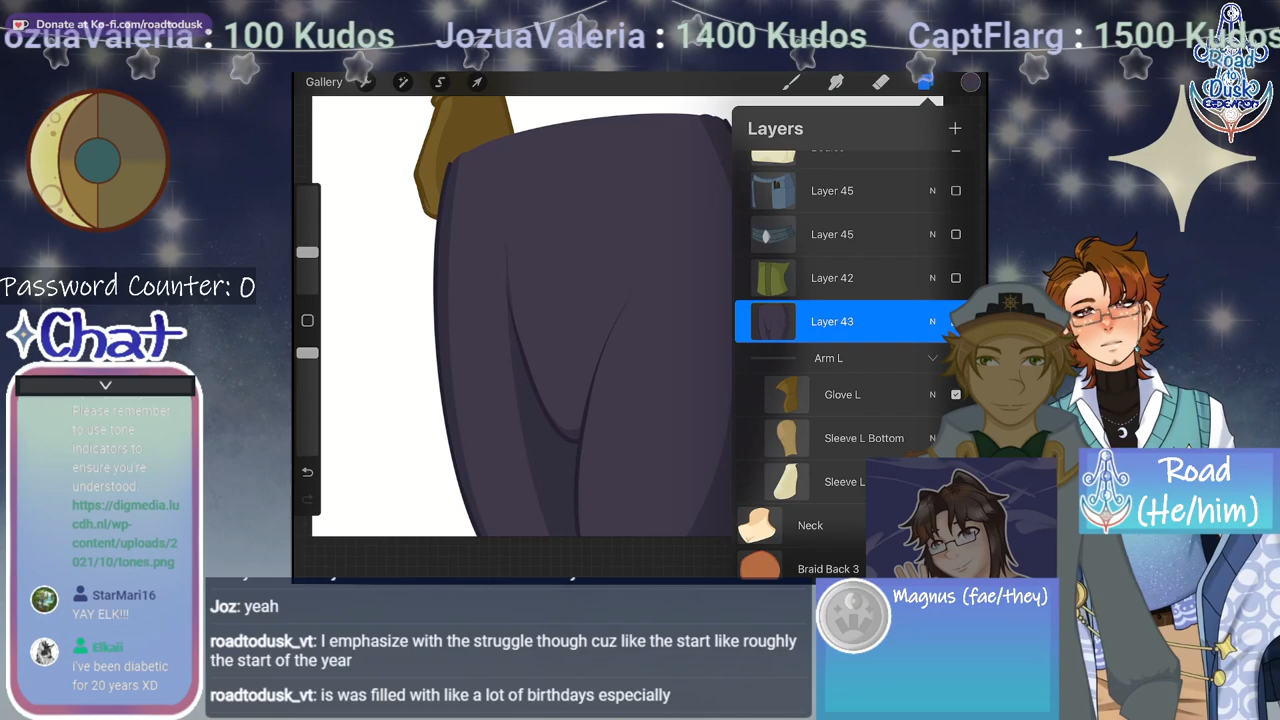 Donate at Ko-fi.com/roadtodusk
ozuaValeria : 100 Kudos JozuaValeria : 1400 Kudos CaptFlarg : 1500 Kudos
Road
to
Dusk
Gallery
Layers
Layer 45 N
Layer 45 N
Layer 42 N
Layer 43 N
Arm L
Glove L N
Sleeve L Bottom N
Sleeve L
Neck
Braid Back 3
Password Counter: 0
Chat
Please remember
to use tone
indicators to
ensure you're
understood.
https://digmedia.lu
cdh.nl/wp-
content/uploads/2
021/10/tones.png
StarMari16
YAY ELK!!!
Elkaii
i've been diabetic
for 20 years XD
Joz: yeah
roadtodusk_vt: I emphasize with the struggle though cuz like the start like roughly
the start of the year
roadtodusk_vt: is was filled with like a lot of birthdays especially
Magnus (fae/they)
Road
(He/him)